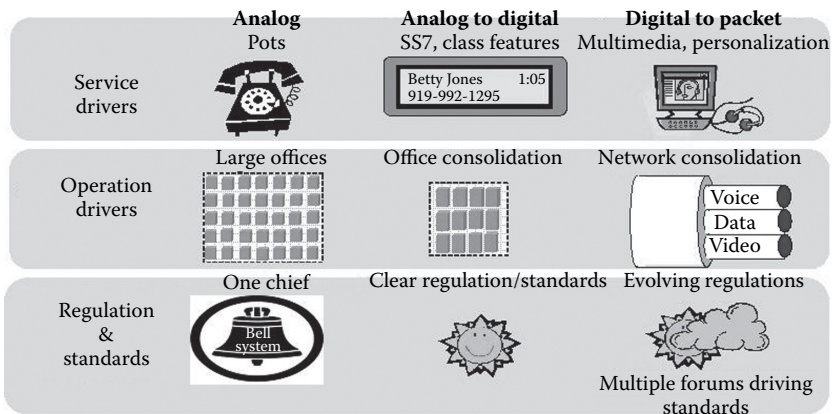 Analog
Analog to digital
Digital to packet
Pots
SS7, class features
Multimedia, personalization
Service
drivers
Betty Jones 1:05
919-992-1295
Large offices
Office consolidation
Network consolidation
Operation
drivers
Voice
Data
Video
One chief
Clear regulation/standards
Evolving regulations
Regulation
&
standards
Bell
system
Multiple forums driving
standards